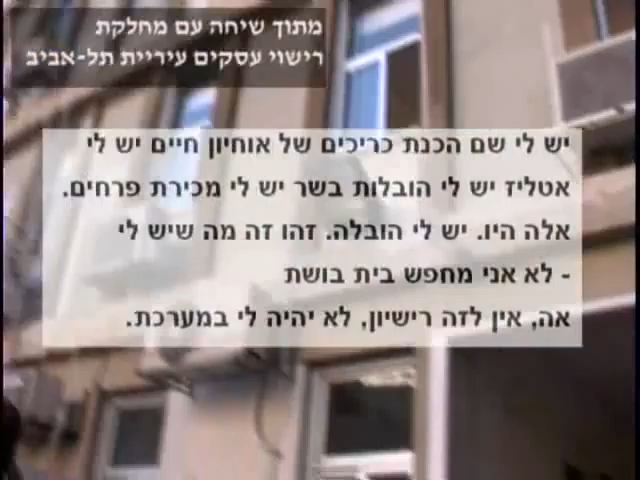 מתוך שיחה עם מחלקת
רישוי עסקים עיריית תל-אביב
יש לי שם הכנת כריכים של אוחיון חיים יש לי
אטליז יש לי הובלות בשר יש לי מכירת פרחים.
אלה היו. יש לי הובלה. זהו זה מה שיש לי
- לא אני מחפש בית בושת
אה, אין לזה רישיון, לא יהיה לי במערכת.